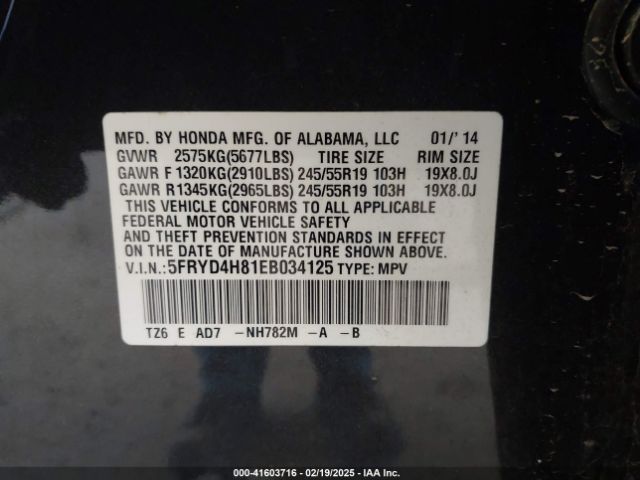 MFD. BY HONDA MFG. OF ALABAMA, LLC 01/' 14
GVWR 2575KG(5677LBS) TIRE SIZE RIM SIZE
GAWR F 1320KG(2910LBS) 245/55R19 103H 19X8.0J
GAWR R 1345KG(2965LBS) 245/55R19 103H 19X8.0J
THIS VEHICLE CONFORMS TO ALL APPLICABLE
FEDERAL MOTOR VEHICLE SAFETY
AND THEFT PREVENTION STANDARDS IN EFFECT
ON THE DATE OF MANUFACTURE SHOWN ABOVE.
V.I.N.: 5FRYD4H81EB034125 TYPE: MPV
TZ6 E AD7 -NH782M -A -B
000-41603716 - 02/19/2025 - IAA Inc.